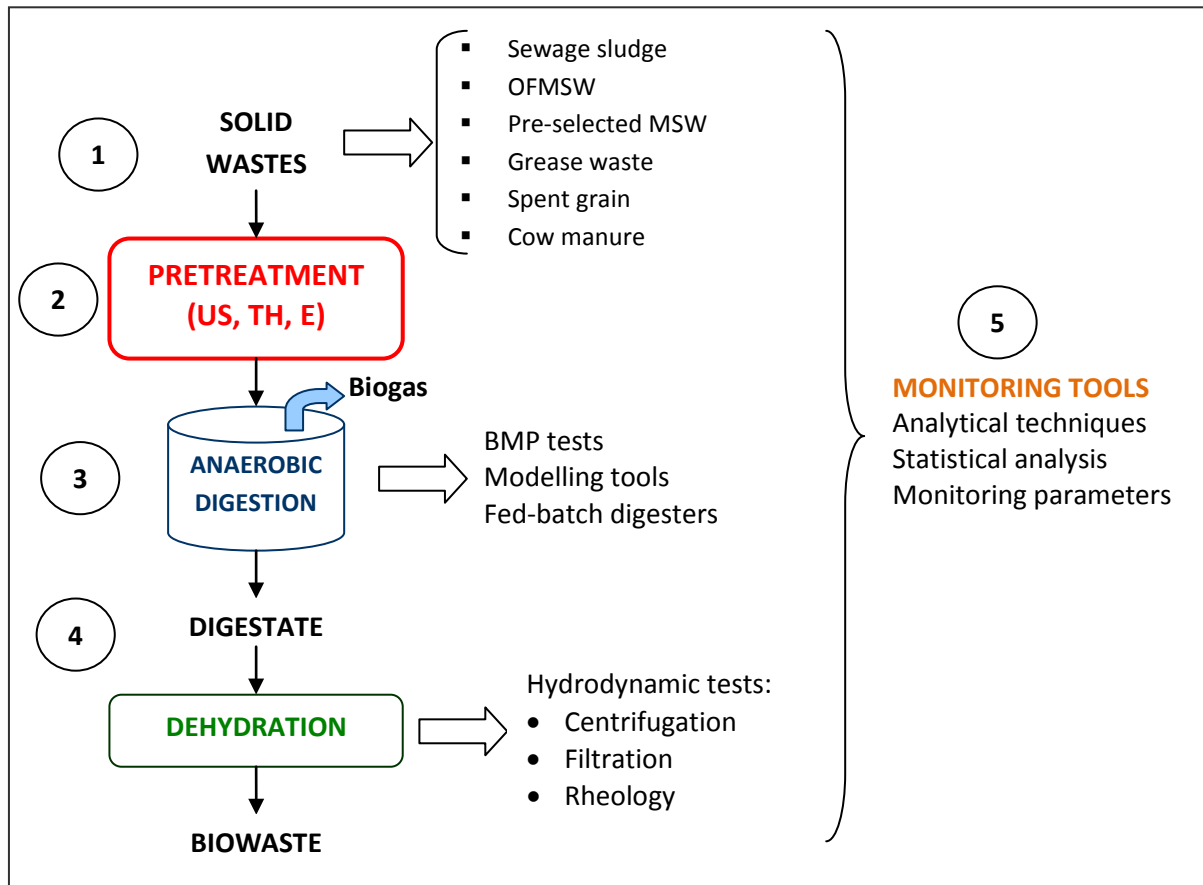 1
SOLID
WASTES
▪ Sewage sludge
▪ OFMSW
▪ Pre-selected MSW
▪ Grease waste
▪ Spent grain
▪ Cow manure
2
PRETREATMENT
(US, TH, E)
Biogas
3
ANAEROBIC
DIGESTION
BMP tests
Modelling tools
Fed-batch digesters
4
DIGESTATE
DEHYDRATION
Hydrodynamic tests:
• Centrifugation
• Filtration
• Rheology
BIOWASTE
5
MONITORING TOOLS
Analytical techniques
Statistical analysis
Monitoring parameters